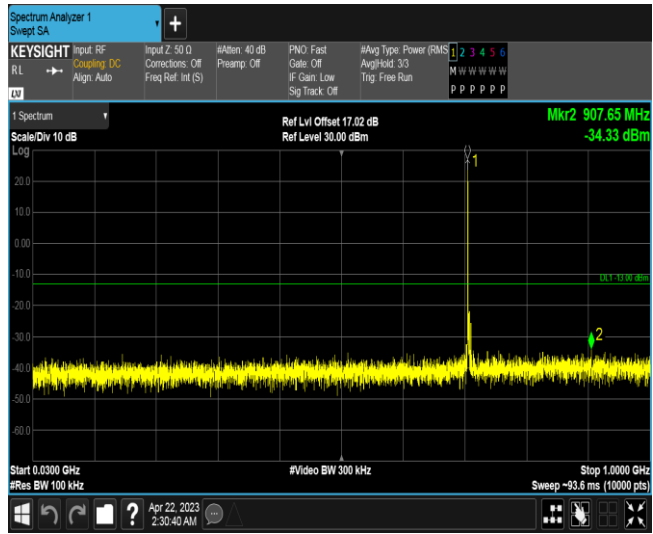 Spectrum Analyzer 1
Swept SA
+
KEYSIGHT
RL
LXI
Input: RF
Coupling: DC
Align: Auto
Input Z: 50 Ω
Corrections: Off
Freq Ref: Int (S)
#Atten: 40 dB
Preamp: Off
PNO: Fast
Gate: Off
IF Gain: Low
Sig Track: Off
#Avg Type: Power (RMS
Avg|Hold: 3/3
Trig: Free Run
1 2 3 4 5 6
M W W W W W
P P P P P P
1 Spectrum
Scale/Div 10 dB
Log
Ref Lvl Offset 17.02 dB
Ref Level 30.00 dBm
Mkr2 907.65 MHz
-34.33 dBm
1
20.0
10.0
0.00
-10.0
DL1 -13.00 dBm
-20.0
-30.0
2
-40.0
-50.0
-60.0
Start 0.0300 GHz
#Res BW 100 kHz
#Video BW 300 kHz
Stop 1.0000 GHz
Sweep ~93.6 ms (10000 pts)
?
Apr 22, 2023
2:30:40 AM